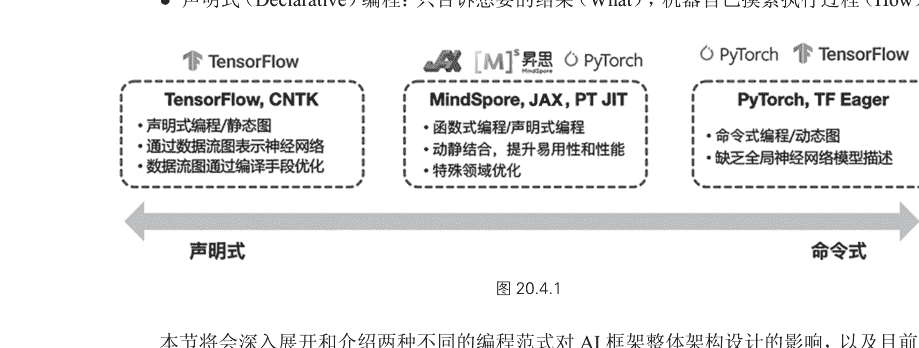 ● 声明式（Declarative）编程：只告诉想要的结果（What），机器自己摸索执行过程（How）
TensorFlow
JAX [M]s 昇思 MindSpore PyTorch
PyTorch TensorFlow
TensorFlow, CNTK
• 声明式编程/静态图
• 通过数据流图表示神经网络
• 数据流图通过编译手段优化
MindSpore, JAX, PT JIT
• 函数式编程/声明式编程
• 动静结合，提升易用性和性能
• 特殊领域优化
PyTorch, TF Eager
• 命令式编程/动态图
• 缺乏全局神经网络模型描述
声明式
命令式
图 20.4.1
本节将会深入展开和介绍两种不同的编程范式对 AI 框架整体架构设计的影响，以及目前